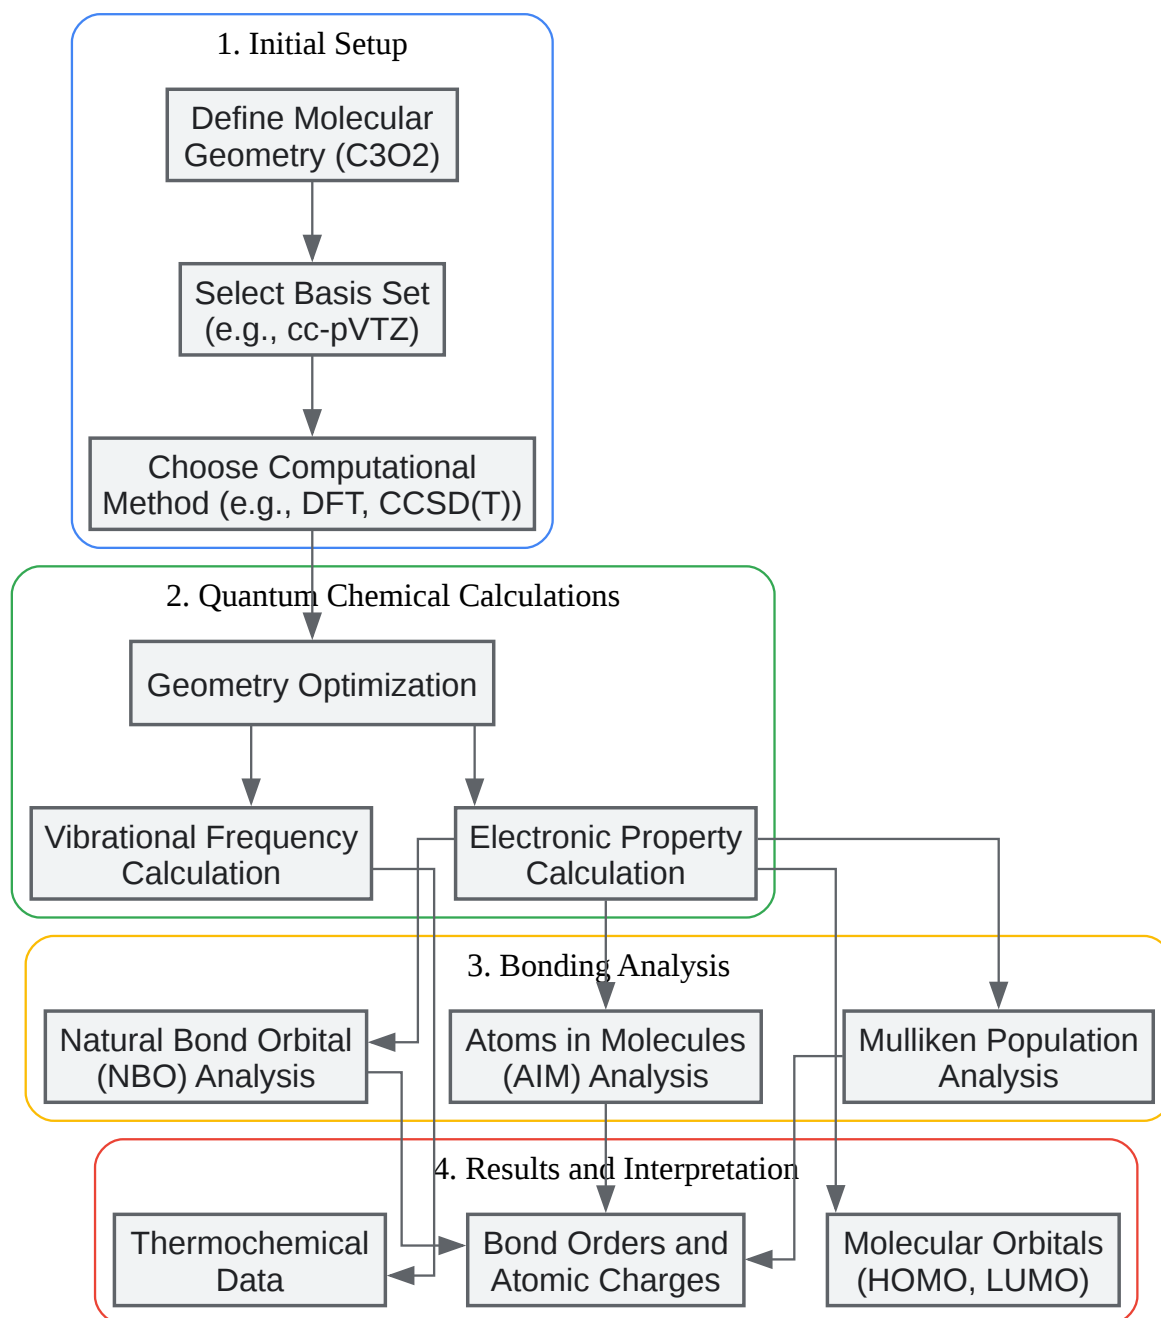 1. Initial Setup
Define Molecular
Geometry (C3O2)
Select Basis Set
(e.g., cc-pVTZ)
Choose Computational
Method (e.g., DFT, CCSD(T))
2. Quantum Chemical Calculations
Geometry Optimization
Vibrational Frequency
Calculation
Electronic Property
Calculation
3. Bonding Analysis
Natural Bond Orbital
(NBO) Analysis
Atoms in Molecules
(AIM) Analysis
Mulliken Population
Analysis
4. Results and Interpretation
Thermochemical
Data
Bond Orders and
Atomic Charges
Molecular Orbitals
(HOMO, LUMO)